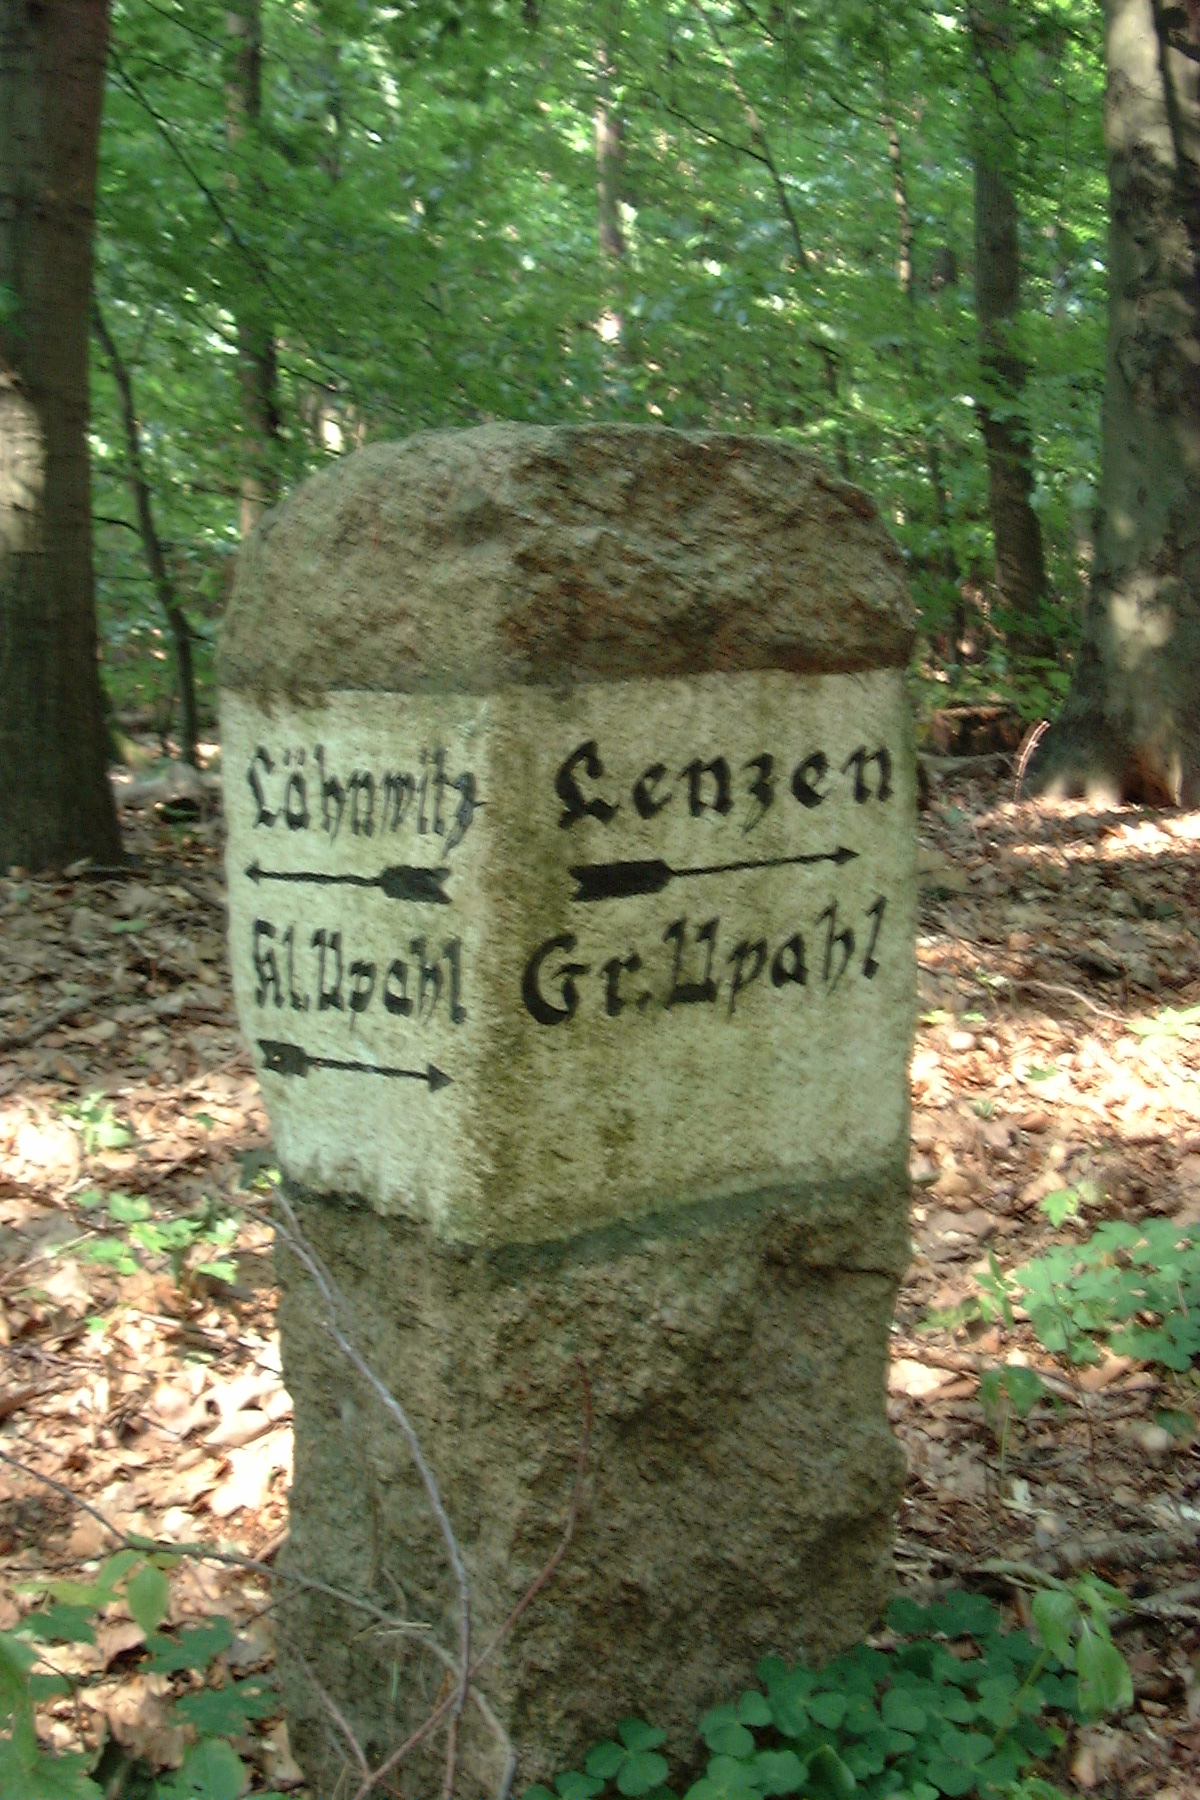 Lähnwitz
Kl. Upahl
Lenzen
Gr. Upahl